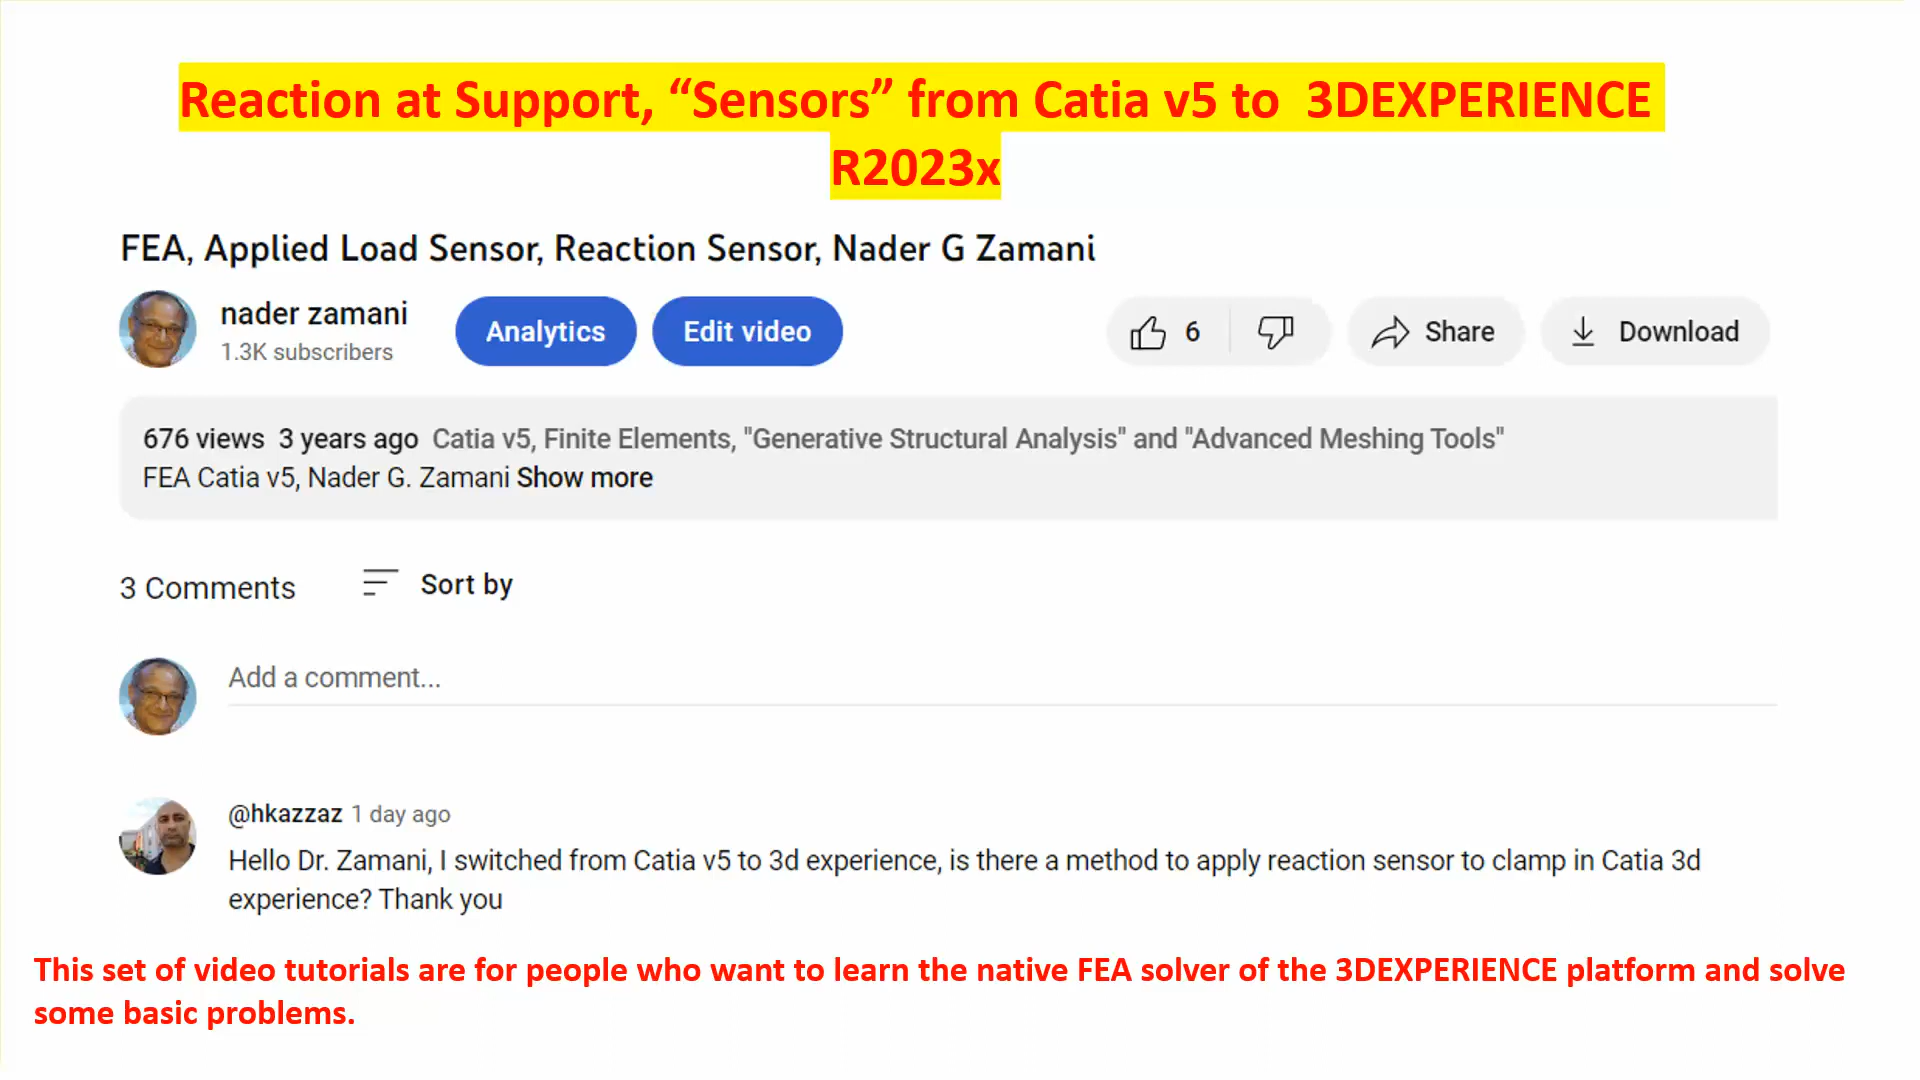 Reaction at Support, “Sensors” from Catia v5 to 3DEXPERIENCE
R2023x
FEA, Applied Load Sensor, Reaction Sensor, Nader G Zamani
nader zamani
1.3K subscribers
Analytics
Edit video
6
Share
Download
676 views 3 years ago Catia v5, Finite Elements, "Generative Structural Analysis" and "Advanced Meshing Tools"
FEA Catia v5, Nader G. Zamani Show more
3 Comments
Sort by
Add a comment...
@hkazzaz 1 day ago
Hello Dr. Zamani, I switched from Catia v5 to 3d experience, is there a method to apply reaction sensor to clamp in Catia 3d
experience? Thank you
This set of video tutorials are for people who want to learn the native FEA solver of the 3DEXPERIENCE platform and solve
some basic problems.